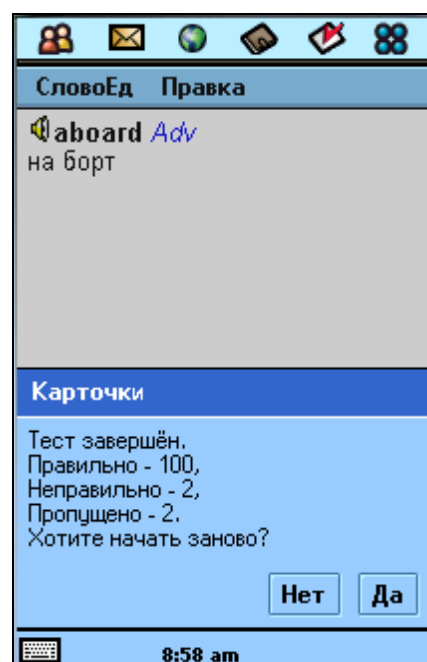 СловоЕд Правка
aboard Adv
на борт
Карточки
Тест завершён.
Правильно - 100,
Неправильно - 2,
Пропущено - 2.
Хотите начать заново?
Нет Да
8:58 am